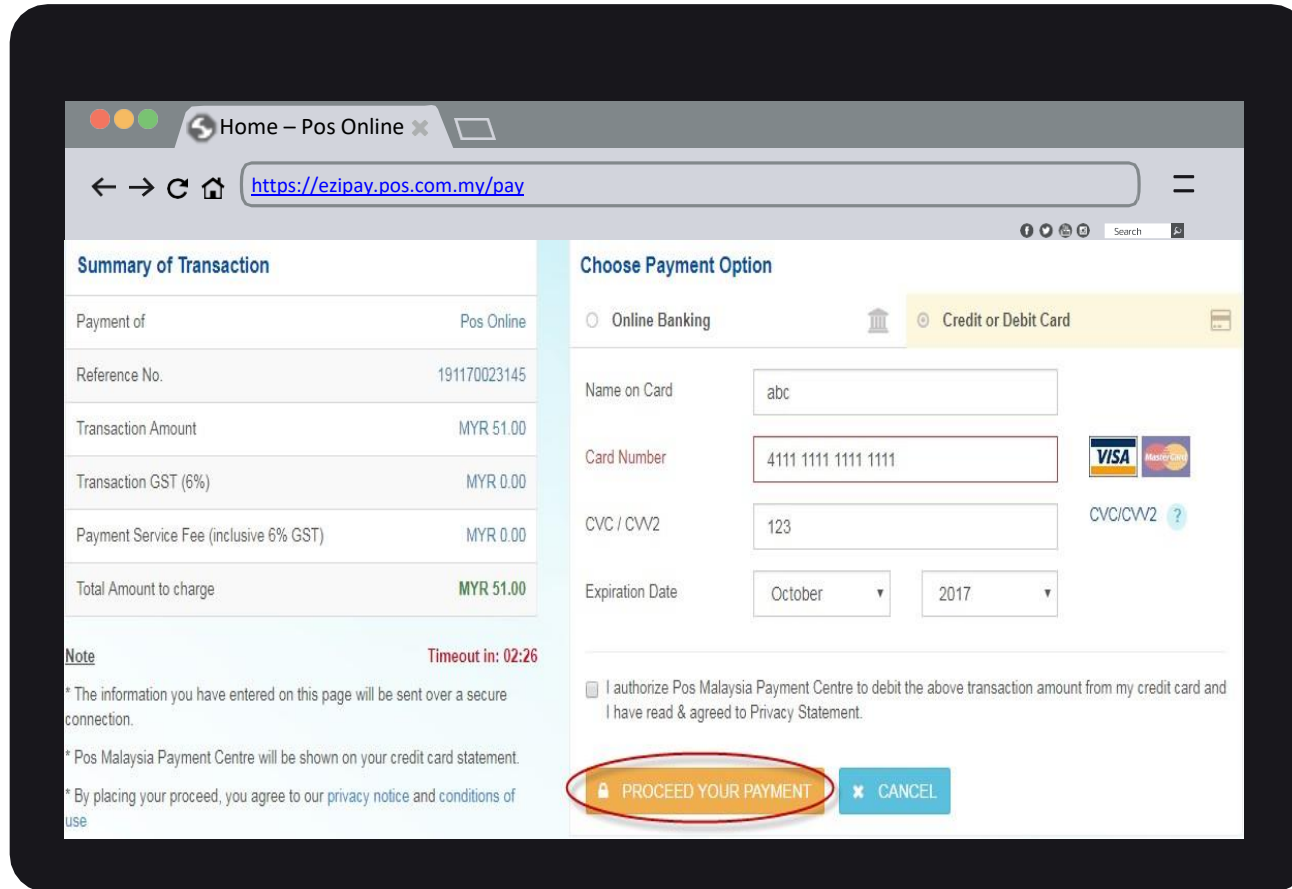 Home – Pos Online
https://ezipay.pos.com.my/pay
Search
Summary of Transaction
Payment of Pos Online
Reference No. 191170023145
Transaction Amount MYR 51.00
Transaction GST (6%) MYR 0.00
Payment Service Fee (inclusive 6% GST) MYR 0.00
Total Amount to charge MYR 51.00
Note Timeout in: 02:26
* The information you have entered on this page will be sent over a secure
connection.
* Pos Malaysia Payment Centre will be shown on your credit card statement.
* By placing your proceed, you agree to our privacy notice and conditions of
use
Choose Payment Option
Online Banking Credit or Debit Card
Name on Card abc
Card Number 4111 1111 1111 1111 VISA MasterCard
CVC / CVV2 123 CVC/CVV2 ?
Expiration Date October 2017
I authorize Pos Malaysia Payment Centre to debit the above transaction amount from my credit card and
I have read & agreed to Privacy Statement.
PROCEED YOUR PAYMENT CANCEL